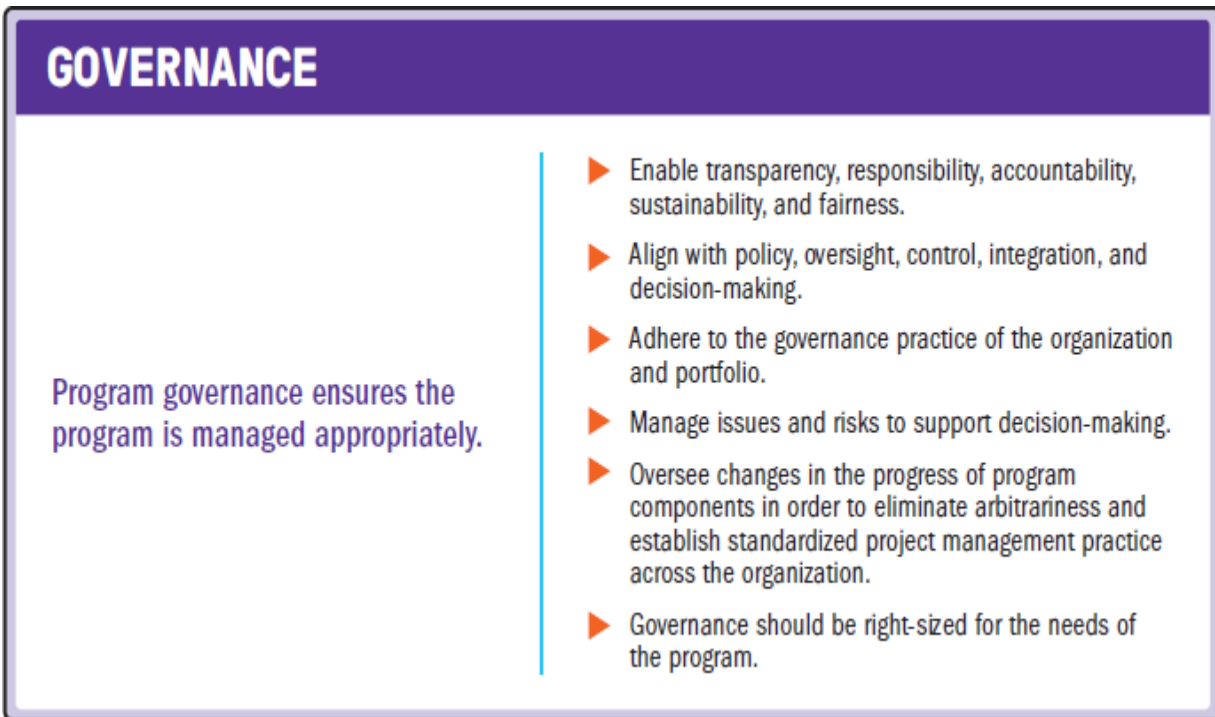 GOVERNANCE
Program governance ensures the
program is managed appropriately.
Enable transparency, responsibility, accountability,
sustainability, and fairness.
Align with policy, oversight, control, integration, and
decision-making.
Adhere to the governance practice of the organization
and portfolio.
Manage issues and risks to support decision-making.
Oversee changes in the progress of program
components in order to eliminate arbitrariness and
establish standardized project management practice
across the organization.
Governance should be right-sized for the needs of
the program.